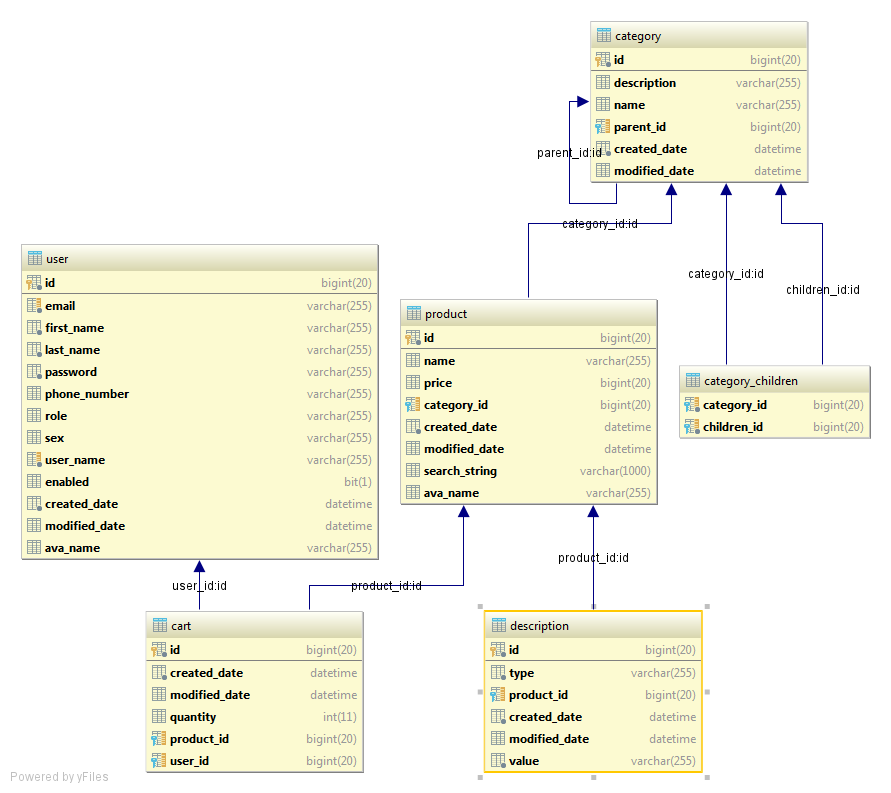 category
id bigint(20)
description varchar(255)
name varchar(255)
parent_id bigint(20)
created_date datetime
modified_date datetime
parent_id:id
category_id:id
category_id:id
children_id:id
user
id bigint(20)
email varchar(255)
first_name varchar(255)
last_name varchar(255)
password varchar(255)
phone_number varchar(255)
role varchar(255)
sex varchar(255)
user_name varchar(255)
enabled bit(1)
created_date datetime
modified_date datetime
ava_name varchar(255)
product
id bigint(20)
name varchar(255)
price bigint(20)
category_id bigint(20)
created_date datetime
modified_date datetime
search_string varchar(1000)
ava_name varchar(255)
category_children
category_id bigint(20)
children_id bigint(20)
user_id:id
product_id:id
product_id:id
cart
id bigint(20)
created_date datetime
modified_date datetime
quantity int(11)
product_id bigint(20)
user_id bigint(20)
description
id bigint(20)
type varchar(255)
product_id bigint(20)
created_date datetime
modified_date datetime
value varchar(255)
Powered by yFiles